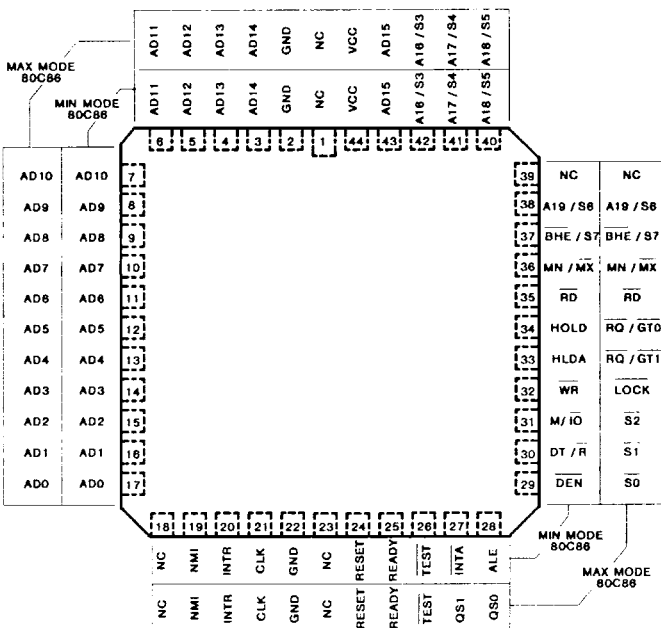 AD11 AD12 AD13 AD14 GND NC VCC AD15 A16/S3 A17/S4 A18/S5
MAX MODE
80C86
AD11 AD12 AD13 AD14 GND NC VCC AD15 A16/S3 A17/S4 A18/S5
MIN MODE
80C86
6 5 4 3 2 1 44 43 42 41 40
AD10 AD10 7 39 NC NC
AD9 AD9 8 38 A19/S6 A19/S6
AD8 AD8 9 37 BHE/S7 BHE/S7
AD7 AD7 10 36 MN/MX MN/MX
AD6 AD6 11 35 RD RD
AD5 AD5 12 34 HOLD RQ/GT0
AD4 AD4 13 33 HLDA RQ/GT1
AD3 AD3 14 32 WR LOCK
AD2 AD2 15 31 M/IO S2
AD1 AD1 16 30 DT/R S1
AD0 AD0 17 29 DEN S0
18 19 20 21 22 23 24 25 26 27 28
NC NMI INTR CLK GND NC RESET READY TEST INTA ALE
MIN MODE
80C86
NC NMI INTR CLK GND NC RESET READY TEST QS1 QS0
MAX MODE
80C86